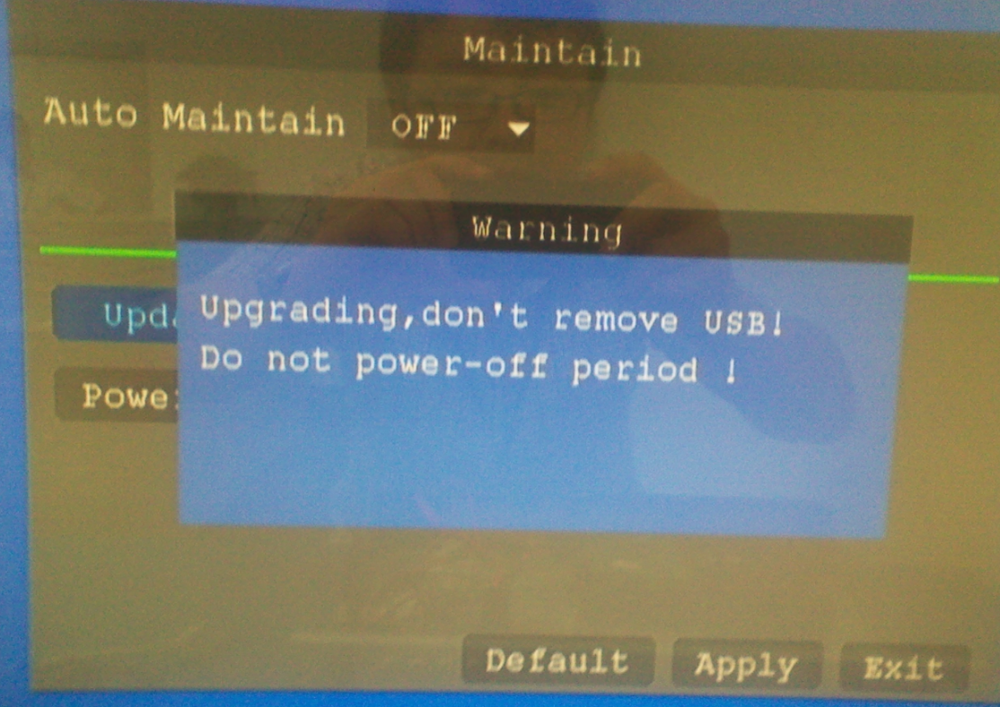 Maintain
Auto Maintain OFF
Warning
Upgrading,don't remove USB!
Do not power-off period !
Default Apply Exit